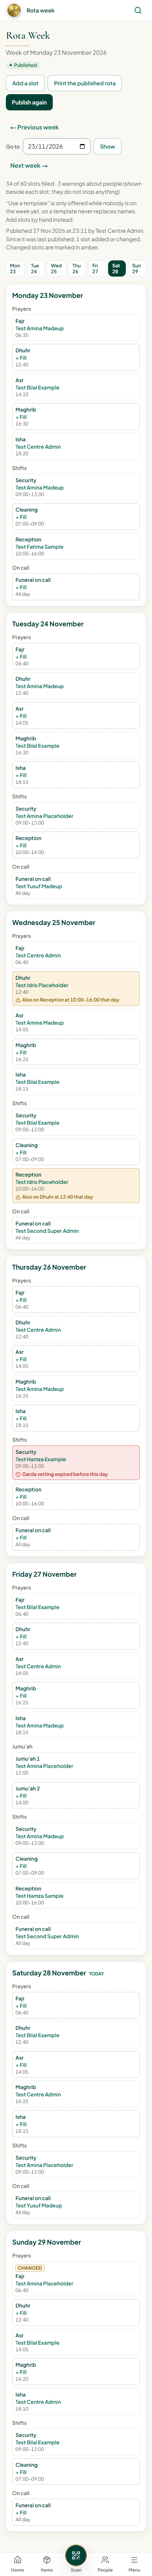 Rota week
Rota Week
Week of Monday 23 November 2026
Published
Add a slot
Print the published rota
Publish again
← Previous week
Go to
23/11/2026
Show
Next week →
34 of 60 slots filled · 3 warnings about people (shown beside each person; they do not stop anything)
"Use a template" is only offered while there is no week yet, so a template never replaces names. Add slots by hand instead.
Published 27 Nov 2026 at 23:11 by Test Centre Admin. Since it was last published: 1 slot added or changed. Changed slots are marked in amber.
Mon 23
Tue 24
Wed 25
Thu 26
Fri 27
Sat 28
Sun 29
Monday 23 November
Prayers
Fajr
Test Amina Madeup
06:35
Dhuhr
+ Fill
12:40
Asr
Test Bilal Example
14:10
Maghrib
+ Fill
16:30
Isha
Test Centre Admin
18:20
Shifts
Security
Test Amina Madeup
09:00–13:00
Cleaning
+ Fill
07:00–09:00
Reception
Test Fatima Sample
10:00–16:00
On call
Funeral on call
+ Fill
All day
Tuesday 24 November
Prayers
Fajr
+ Fill
06:40
Dhuhr
Test Amina Madeup
12:40
Asr
+ Fill
14:05
Maghrib
Test Bilal Example
16:30
Isha
+ Fill
18:15
Shifts
Security
Test Amina Placeholder
09:00–13:00
Reception
+ Fill
10:00–16:00
On call
Funeral on call
Test Yusuf Madeup
All day
Wednesday 25 November
Prayers
Fajr
Test Centre Admin
06:40
Dhuhr
Test Idris Placeholder
12:40
Also on Reception at 10:00–16:00 that day
Asr
Test Amina Madeup
14:05
Maghrib
+ Fill
16:25
Isha
Test Bilal Example
18:15
Shifts
Security
Test Bilal Example
09:00–13:00
Cleaning
+ Fill
07:00–09:00
Reception
Test Idris Placeholder
10:00–16:00
Also on Dhuhr at 12:40 that day
On call
Funeral on call
Test Second Super Admin
All day
Thursday 26 November
Prayers
Fajr
+ Fill
06:40
Dhuhr
Test Centre Admin
12:40
Asr
+ Fill
14:05
Maghrib
Test Amina Madeup
16:25
Isha
+ Fill
18:15
Shifts
Security
Test Hamza Example
09:00–13:00
Garda vetting expired before this day
Reception
+ Fill
10:00–16:00
On call
Funeral on call
+ Fill
All day
Friday 27 November
Prayers
Fajr
Test Bilal Example
06:40
Dhuhr
+ Fill
12:40
Asr
Test Centre Admin
14:05
Maghrib
+ Fill
16:25
Isha
Test Amina Madeup
18:15
Jumu'ah
Jumu'ah 1
Test Amina Placeholder
13:00
Jumu'ah 2
+ Fill
14:00
Shifts
Security
Test Amina Madeup
09:00–13:00
Cleaning
+ Fill
07:00–09:00
Reception
Test Hamza Sample
10:00–16:00
On call
Funeral on call
Test Second Super Admin
All day
Saturday 28 November TODAY
Prayers
Fajr
+ Fill
06:40
Dhuhr
Test Bilal Example
12:40
Asr
+ Fill
14:05
Maghrib
Test Centre Admin
16:25
Isha
+ Fill
18:15
Shifts
Security
Test Amina Placeholder
09:00–13:00
On call
Funeral on call
Test Yusuf Madeup
All day
Sunday 29 November
Prayers
CHANGED
Fajr
Test Amina Placeholder
06:40
Dhuhr
+ Fill
12:40
Asr
Test Bilal Example
14:05
Maghrib
+ Fill
16:20
Isha
Test Centre Admin
18:10
Shifts
Security
Test Bilal Example
09:00–13:00
Cleaning
+ Fill
07:00–09:00
On call
Funeral on call
+ Fill
All day
Home
Items
Scan
People
Menu